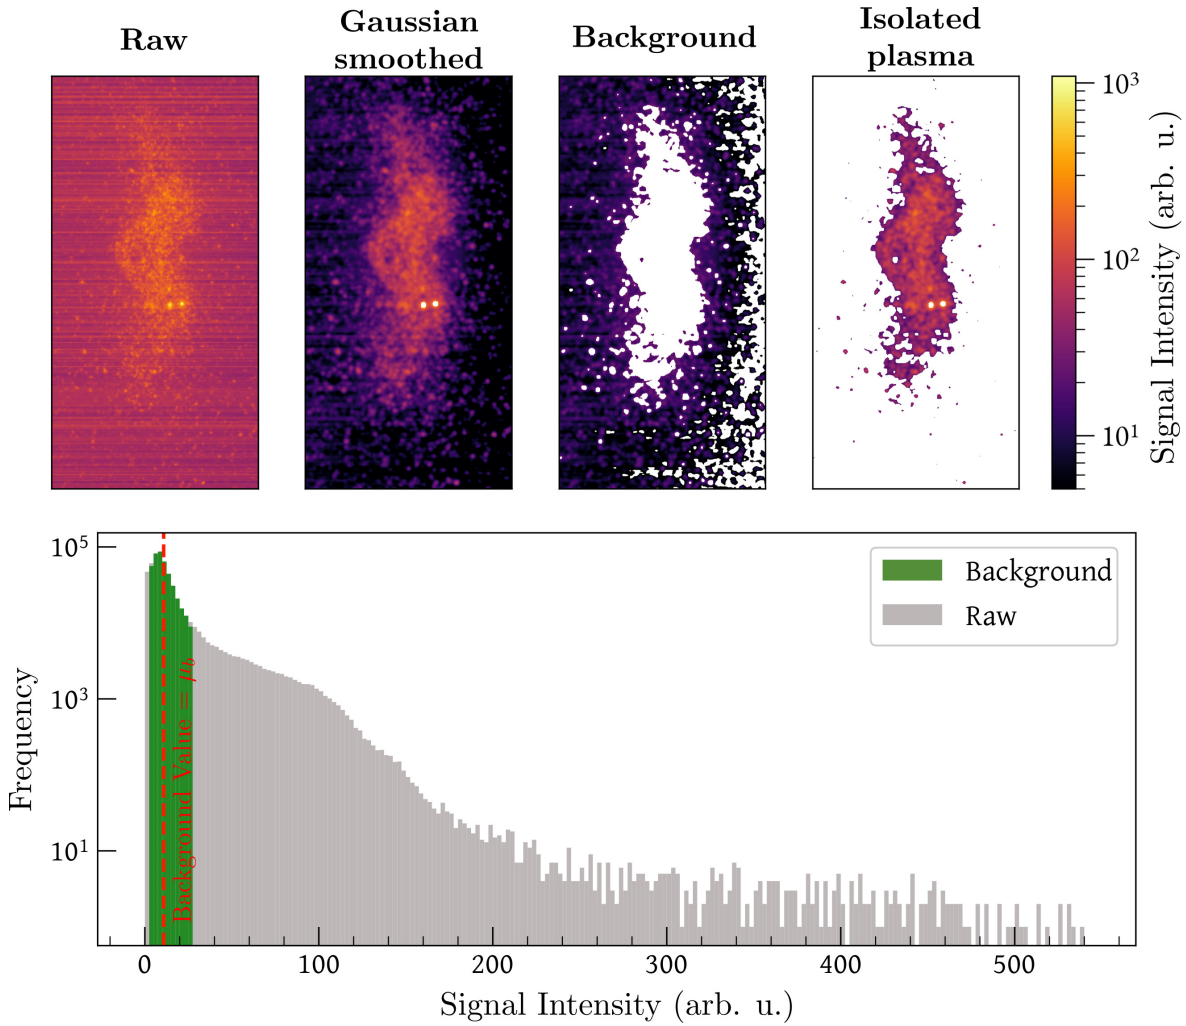 Raw
Gaussian
smoothed
Background
Isolated
plasma
10³
10²
10¹
Signal Intensity (arb. u.)
10⁵
10³
10¹
Frequency
Background Value = μ_b
Background
Raw
0 100 200 300 400 500
Signal Intensity (arb. u.)